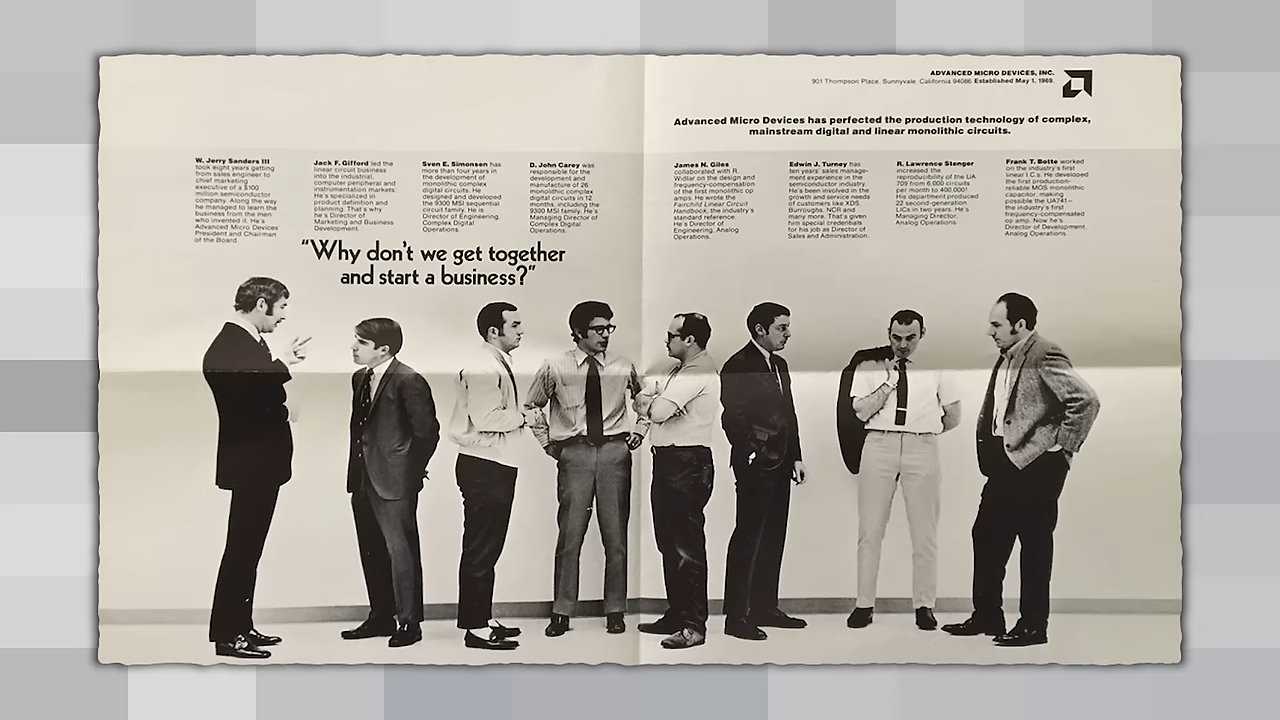 ADVANCED MICRO DEVICES, INC.
901 Thompson Place, Sunnyvale, California 94086 Established May 1, 1969.
Advanced Micro Devices has perfected the production technology of complex,
mainstream digital and linear monolithic circuits.
W. Jerry Sanders III
took eight years getting
from sales engineer to
chief marketing
executive of a $100
million semiconductor
company. Along the way
he managed to learn the
business from the men
who invented it. He's
Advanced Micro Devices'
President and Chairman
of the Board.
Jack F. Gifford led the
linear circuit business
into the industrial,
computer peripheral and
instrumentation markets.
He's specialized in
product definition and
planning. That's why
he's Director of
Marketing and Business
Development.
Sven E. Simonsen has
more than four years in
the development of
monolithic complex
digital circuits. He
designed and developed
the 9300 MSI sequential
circuit family. He is
Director of Engineering,
Complex Digital
Operations.
D. John Carey was
responsible for the
development and
manufacture of 26
monolithic complex
digital circuits in 12
months, including the
9300 MSI family. He's
Managing Director of
Complex Digital
Operations.
James N. Giles
collaborated with R.
Widlar on the design and
frequency-compensation
of the first monolithic op
amps. He wrote the
Fairchild Linear Circuit
Handbook, the industry's
standard reference.
He's Director of
Engineering, Analog
Operations.
Edwin J. Turney has
ten years' sales manage-
ment experience in the
semiconductor industry.
He's been involved in the
growth and service needs
of customers like XDS,
Burroughs, NCR and
many more. That's given
him special credentials
for his job as Director of
Sales and Administration.
R. Lawrence Stenger
increased the
reproducibility of the UA
709 from 6,000 circuits
per month to 400,000!
His department produced
22 second-generation
LICs in two years. He's
Managing Director,
Analog Operations.
Frank T. Botte worked
on the industry's first
linear I.C.s. He developed
the first production-
reliable MOS monolithic
capacitor, making
possible the UA741—
the industry's first
frequency-compensated
op amp. Now he's
Director of Development,
Analog Operations.
“Why don't we get together
and start a business?”